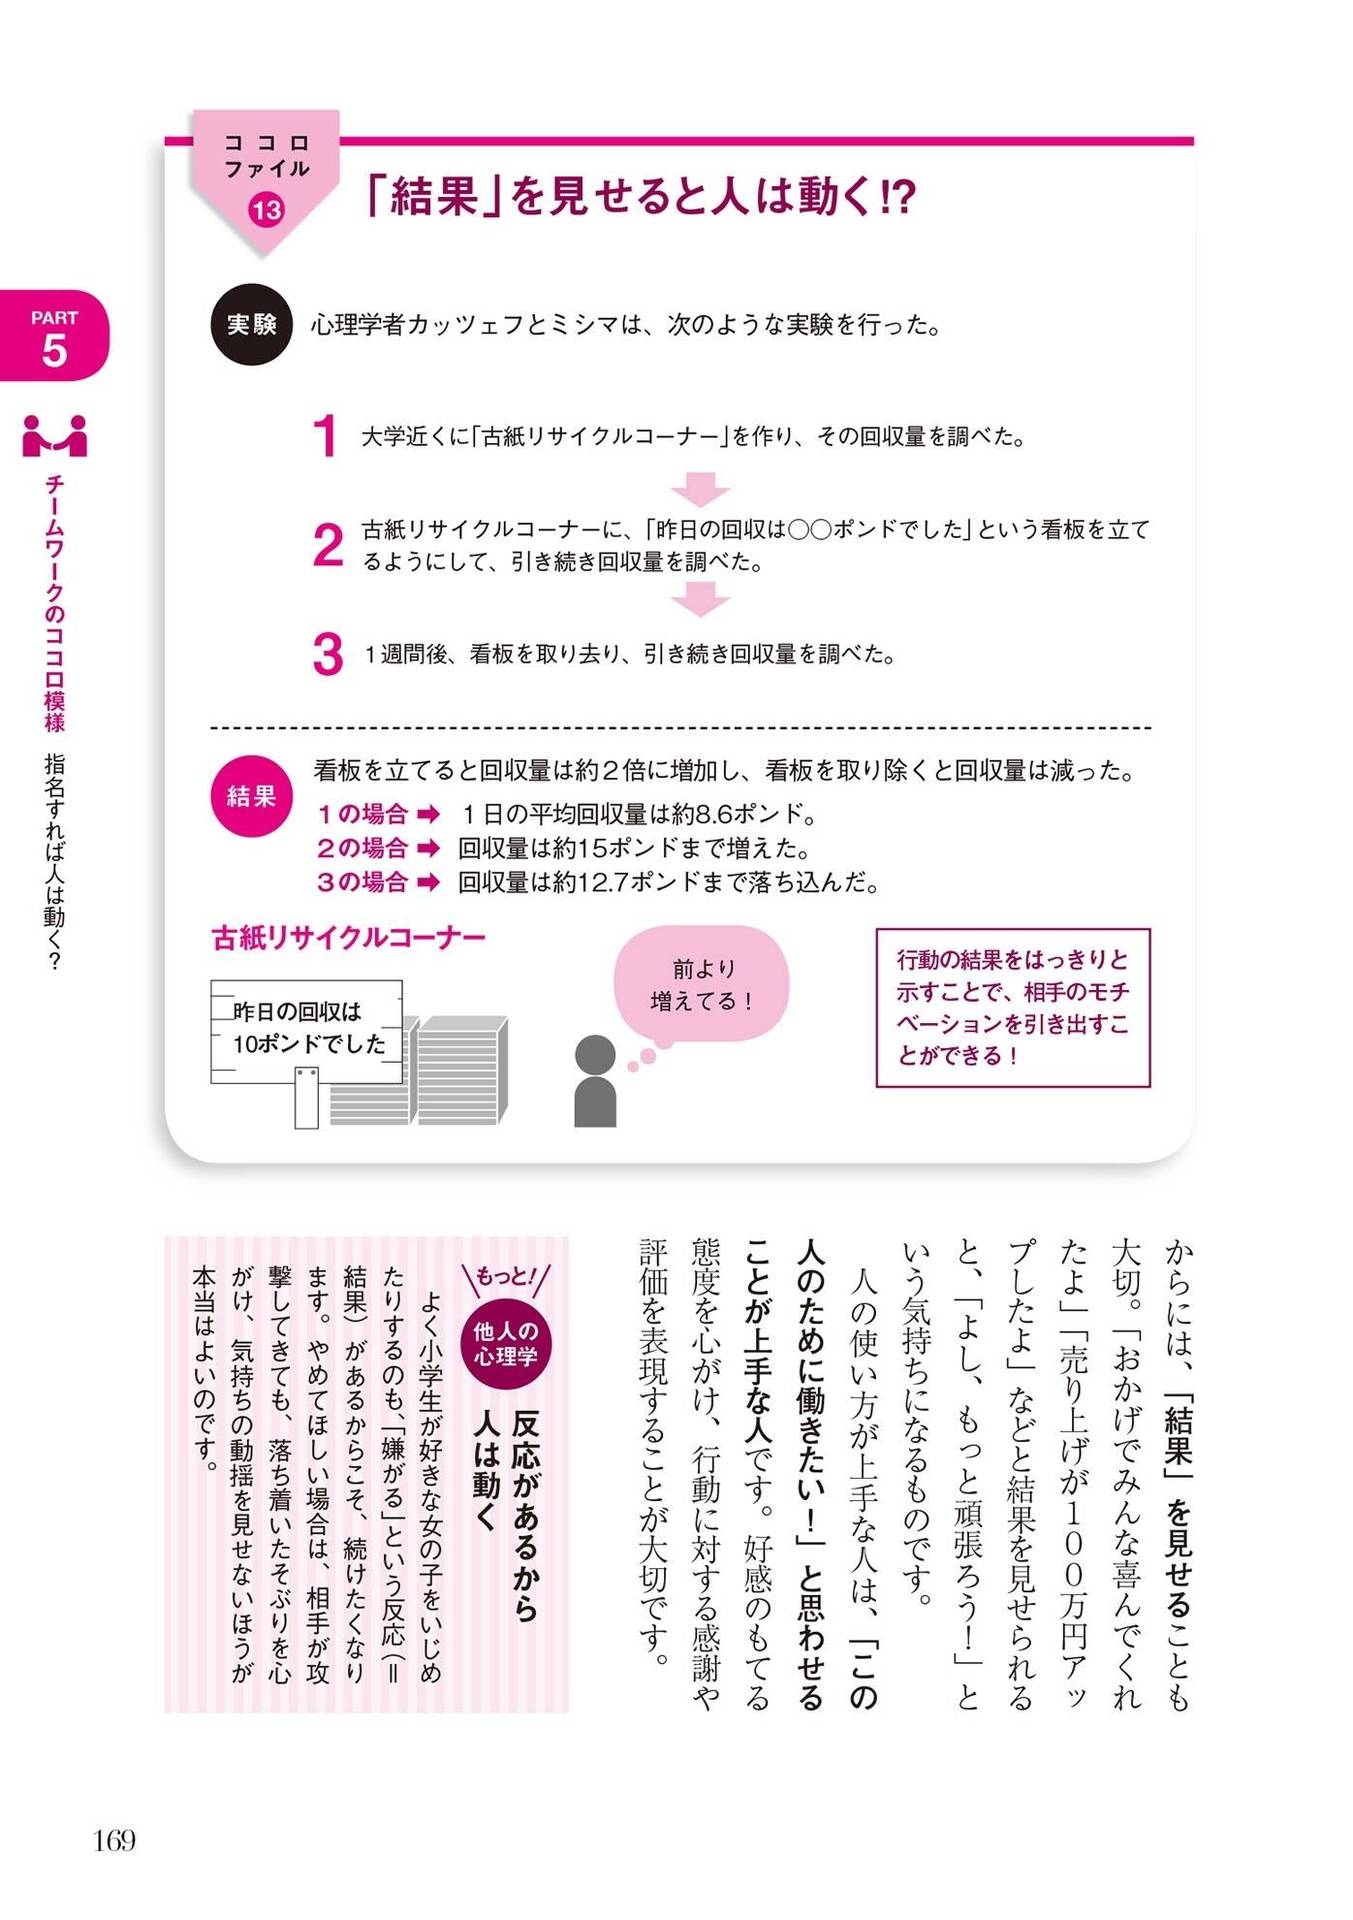 ココロ
ファイル
13
「結果」を見せると人は動く!?
実験
心理学者カッツェフとミシマは、次のような実験を行った。
1
大学近くに「古紙リサイクルコーナー」を作り、その回収量を調べた。
2
古紙リサイクルコーナーに、「昨日の回収は〇〇ポンドでした」という看板を立て
るようにして、引き続き回収量を調べた。
3
1週間後、看板を取り去り、引き続き回収量を調べた。
結果
看板を立てると回収量は約2倍に増加し、看板を取り除くと回収量は減った。
1の場合➡ 1日の平均回収量は約8.6ポンド。
2の場合➡ 回収量は約15ポンドまで増えた。
3の場合➡ 回収量は約12.7ポンドまで落ち込んだ。
古紙リサイクルコーナー
昨日の回収は
10ポンドでした
前より
増えてる！
行動の結果をはっきりと
示すことで、相手のモチ
ベーションを引き出すこ
とができる！
PART
5
チームワークのココロ模様 指名すれば人は動く？
からには、「結果」を見せることも
大切。「おかげでみんな喜んでくれ
たよ」「売り上げが１００万円アッ
プしたよ」などと結果を見せられる
と、「よし、もっと頑張ろう！」と
いう気持ちになるものです。
人の使い方が上手な人は、「この
人のために働きたい！」と思わせる
ことが上手な人です。好感のもてる
態度を心がけ、行動に対する感謝や
評価を表現することが大切です。
もっと！
他人の
心理学
反応があるから
人は動く
よく小学生が好きな女の子をいじめ
たりするのも、「嫌がる」という反応（＝
結果）があるからこそ、続けたくなり
ます。やめてほしい場合は、相手が攻
撃してきても、落ち着いたそぶりを心
がけ、気持ちの動揺を見せないほうが
本当はよいのです。
169